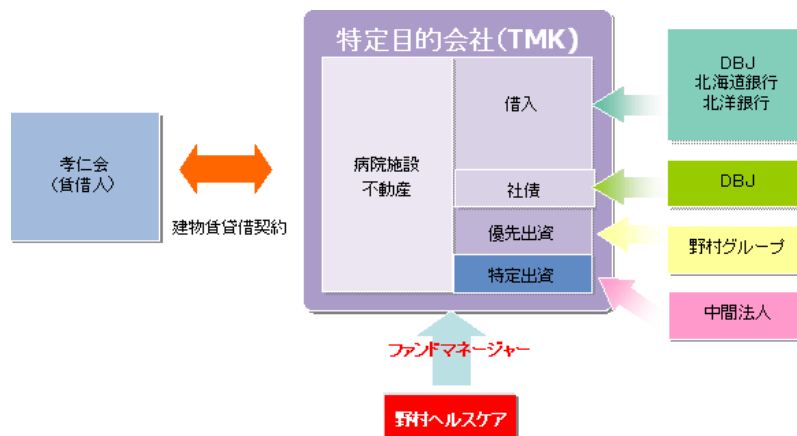 特定目的会社(TMK)
孝仁会
(賃借人)
建物賃貸借契約
病院施設
不動産
借入
社債
優先出資
特定出資
DBJ
北海道銀行
北洋銀行
DBJ
野村グループ
中間法人
ファンドマネージャー
野村ヘルスケア